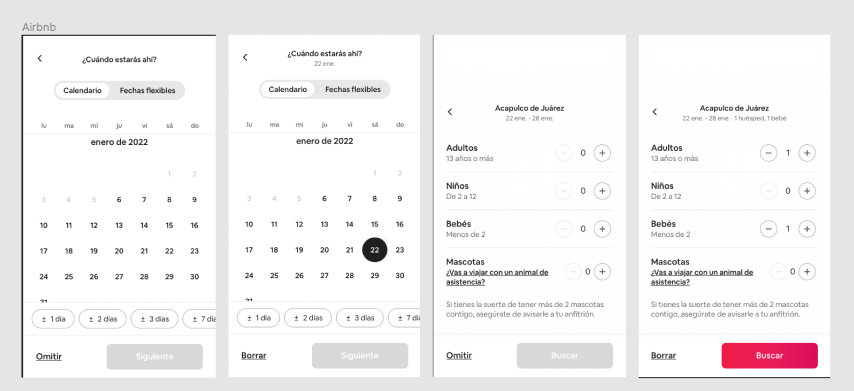 Airbnb
¿Cuándo estarás ahí?
Calendario Fechas flexibles
lu ma mi ju vi sá do
enero de 2022
1 2
3 4 5 6 7 8 9
10 11 12 13 14 15 16
17 18 19 20 21 22 23
24 25 26 27 28 29 30
31
± 1 día ± 2 días ± 3 días ± 7 día
Omitir Siguiente
¿Cuándo estarás ahí?
22 ene.
Calendario Fechas flexibles
lu ma mi ju vi sá do
enero de 2022
1 2
3 4 5 6 7 8 9
10 11 12 13 14 15 16
17 18 19 20 21 22 23
24 25 26 27 28 29 30
31
± 1 día ± 2 días ± 3 días ± 7 dí
Borrar Siguiente
Acapulco de Juárez
22 ene. - 28 ene.
Adultos
13 años o más
− 0 +
Niños
De 2 a 12
− 0 +
Bebés
Menos de 2
− 0 +
Mascotas
¿Vas a viajar con un animal de
asistencia?
− 0 +
Si tienes la suerte de tener más de 2 mascotas
contigo, asegúrate de avisarle a tu anfitrión.
Omitir Buscar
Acapulco de Juárez
22 ene. - 28 ene. · 1 huésped, 1 bebé
Adultos
13 años o más
− 1 +
Niños
De 2 a 12
− 0 +
Bebés
Menos de 2
− 1 +
Mascotas
¿Vas a viajar con un animal de
asistencia?
− 0 +
Si tienes la suerte de tener más de 2 mascotas
contigo, asegúrate de avisarle a tu anfitrión.
Borrar Buscar